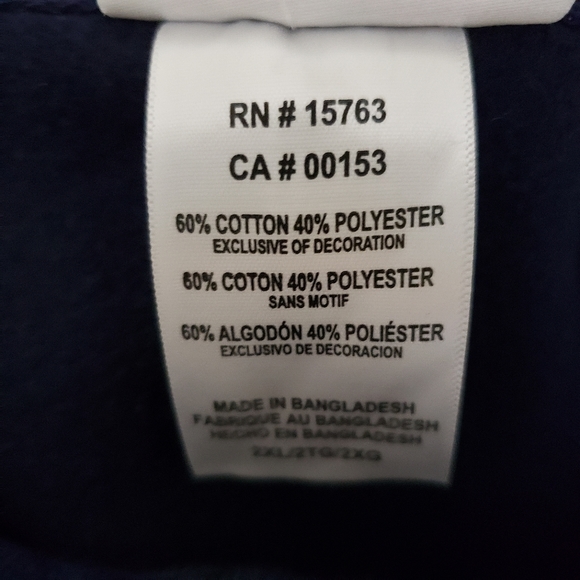 RN # 15763
CA # 00153
60% COTTON 40% POLYESTER
EXCLUSIVE OF DECORATION
60% COTON 40% POLYESTER
SANS MOTIF
60% ALGODÓN 40% POLIÉSTER
EXCLUSIVO DE DECORACION
MADE IN BANGLADESH
FABRIQUE AU BANGLADESH
HECHO EN BANGLADESH
2XL/2TG/2XG